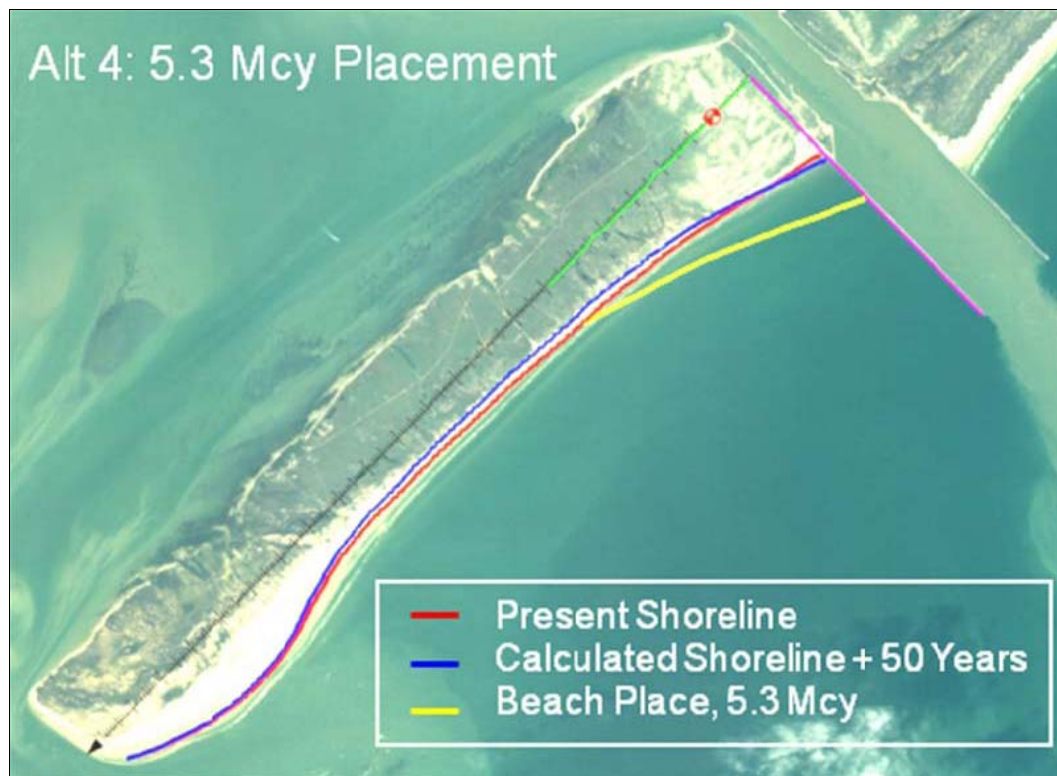 Alt 4: 5.3 Mcy Placement
Present Shoreline
Calculated Shoreline + 50 Years
Beach Place, 5.3 Mcy